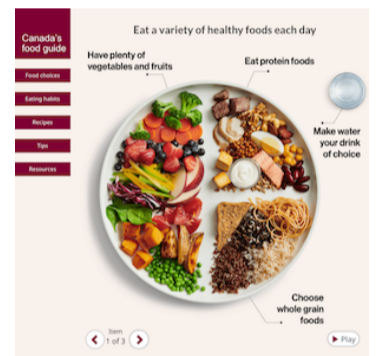 Canada's
food guide
Food choices
Eating habits
Recipes
Tips
Resources
Eat a variety of healthy foods each day
Have plenty of
vegetables and fruits
Eat protein foods
Make water
your drink
of choice
Choose
whole grain
foods
Item
1 of 3
Play